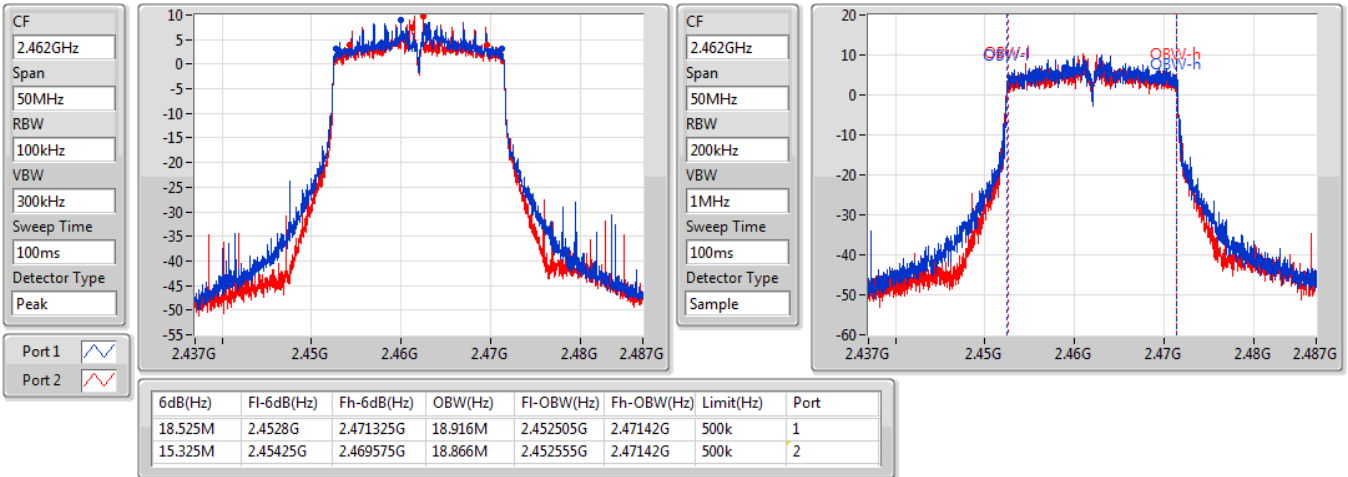 CF
2.462GHz
Span
50MHz
RBW
100kHz
VBW
300kHz
Sweep Time
100ms
Detector Type
Peak
Port 1
Port 2
10
5
0
-5
-10
-15
-20
-25
-30
-35
-40
-45
-50
-55
2.437G 2.45G 2.46G 2.47G 2.48G 2.487G
CF
2.462GHz
Span
50MHz
RBW
200kHz
VBW
1MHz
Sweep Time
100ms
Detector Type
Sample
20
10
0
-10
-20
-30
-40
-50
-60
OBW-l OBW-h
OBW-l OBW-h
2.437G 2.45G 2.46G 2.47G 2.48G 2.487G
6dB(Hz) Fl-6dB(Hz) Fh-6dB(Hz) OBW(Hz) Fl-OBW(Hz) Fh-OBW(Hz) Limit(Hz) Port
18.525M 2.4528G 2.471325G 18.916M 2.452505G 2.47142G 500k 1
15.325M 2.45425G 2.469575G 18.866M 2.452555G 2.47142G 500k 2